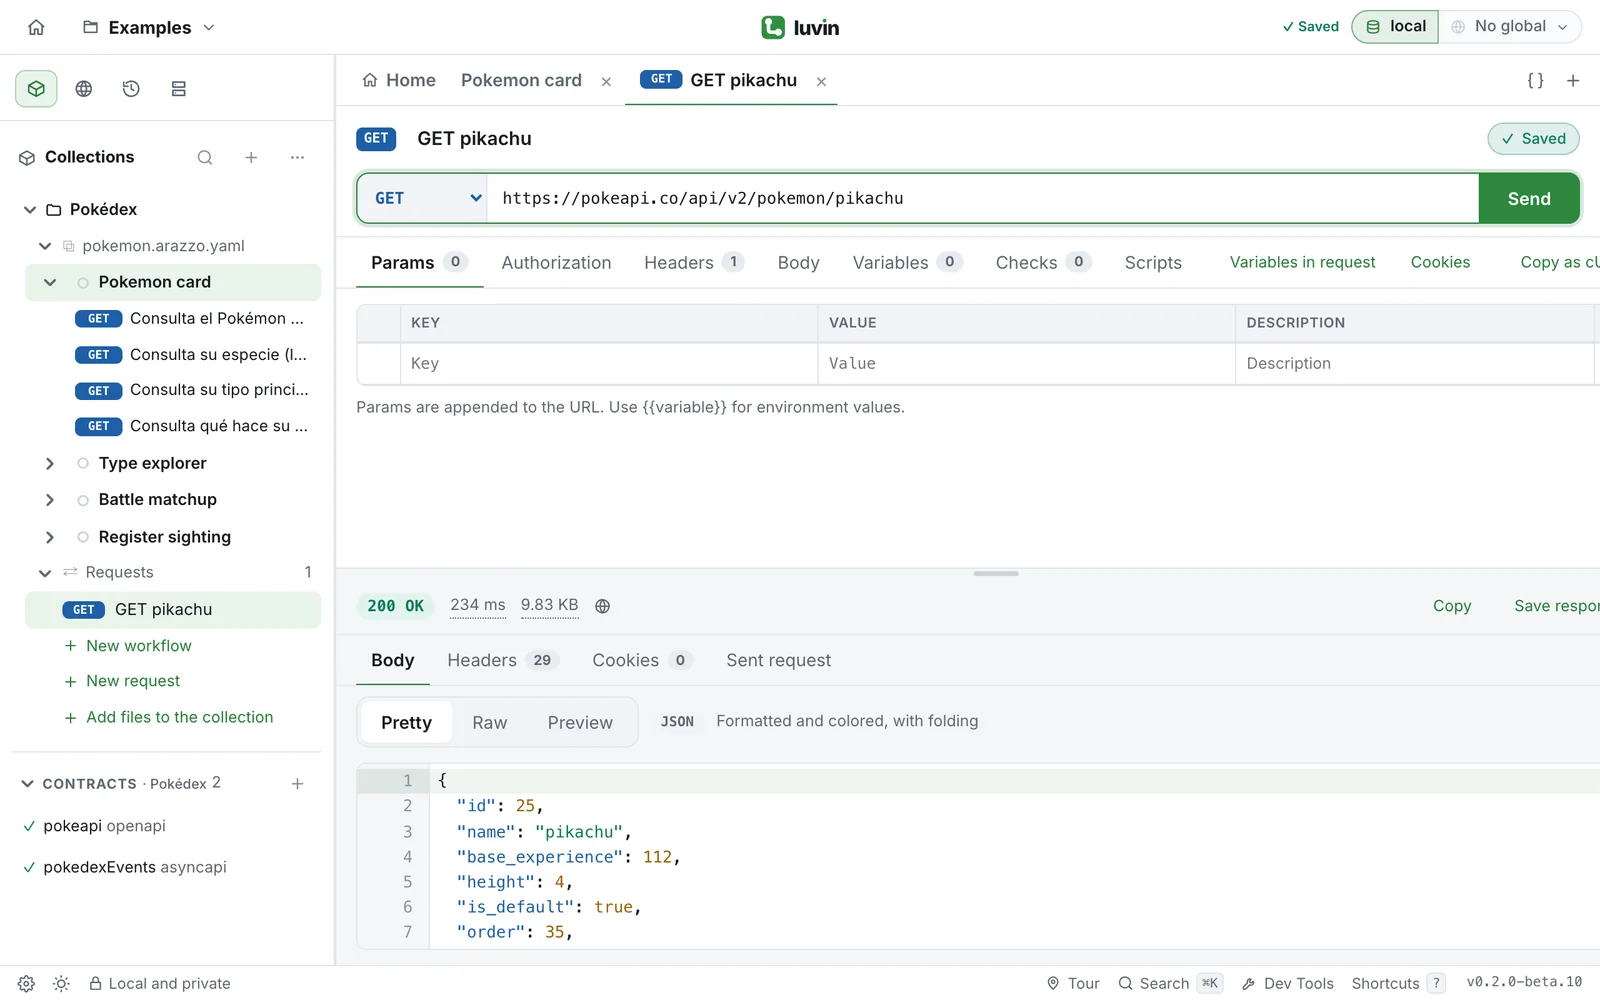 Examples
luvin
Saved
local
No global
Home
Pokemon card
GET GET pikachu
Collections
Pokédex
pokemon.arazzo.yaml
Pokemon card
GET Consulta el Pokémon ...
GET Consulta su especie (l...
GET Consulta su tipo princi...
GET Consulta qué hace su ...
Type explorer
Battle matchup
Register sighting
Requests 1
GET GET pikachu
+ New workflow
+ New request
+ Add files to the collection
CONTRACTS · Pokédex 2
pokeapi openapi
pokedexEvents asyncapi
GET GET pikachu
Saved
GET https://pokeapi.co/api/v2/pokemon/pikachu Send
Params 0 Authorization Headers 1 Body Variables 0 Checks 0 Scripts Variables in request Cookies Copy as cU
KEY VALUE DESCRIPTION
Key Value Description
Params are appended to the URL. Use {{variable}} for environment values.
200 OK 234 ms 9.83 KB Copy Save respon
Body Headers 29 Cookies 0 Sent request
Pretty Raw Preview JSON Formatted and colored, with folding
1 {
2 "id": 25,
3 "name": "pikachu",
4 "base_experience": 112,
5 "height": 4,
6 "is_default": true,
7 "order": 35,
Local and private
Tour Search ⌘K Dev Tools Shortcuts ? v0.2.0-beta.10